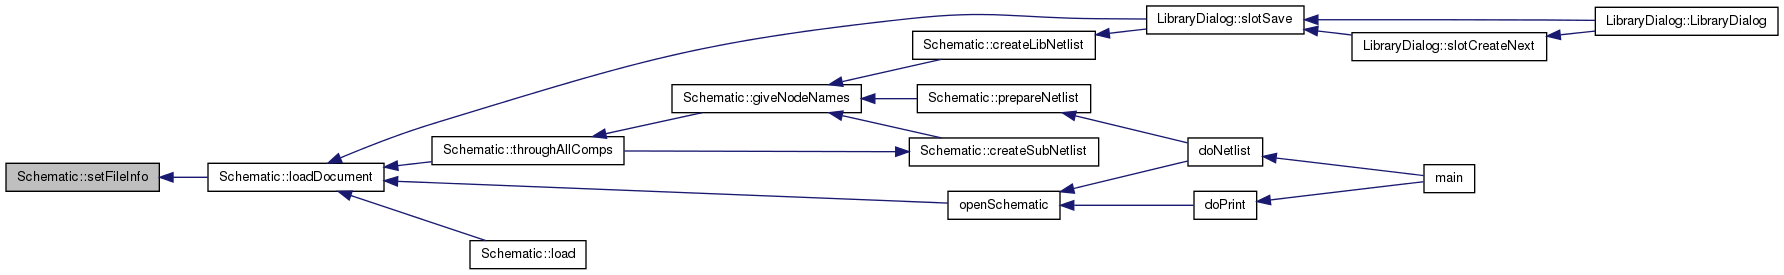 Schematic::setFileInfo
Schematic::loadDocument
LibraryDialog::slotSave
LibraryDialog::LibraryDialog
LibraryDialog::slotCreateNext
Schematic::createLibNetlist
Schematic::giveNodeNames
Schematic::prepareNetlist
Schematic::throughAllComps
Schematic::createSubNetlist
doNetlist
main
openSchematic
doPrint
Schematic::load